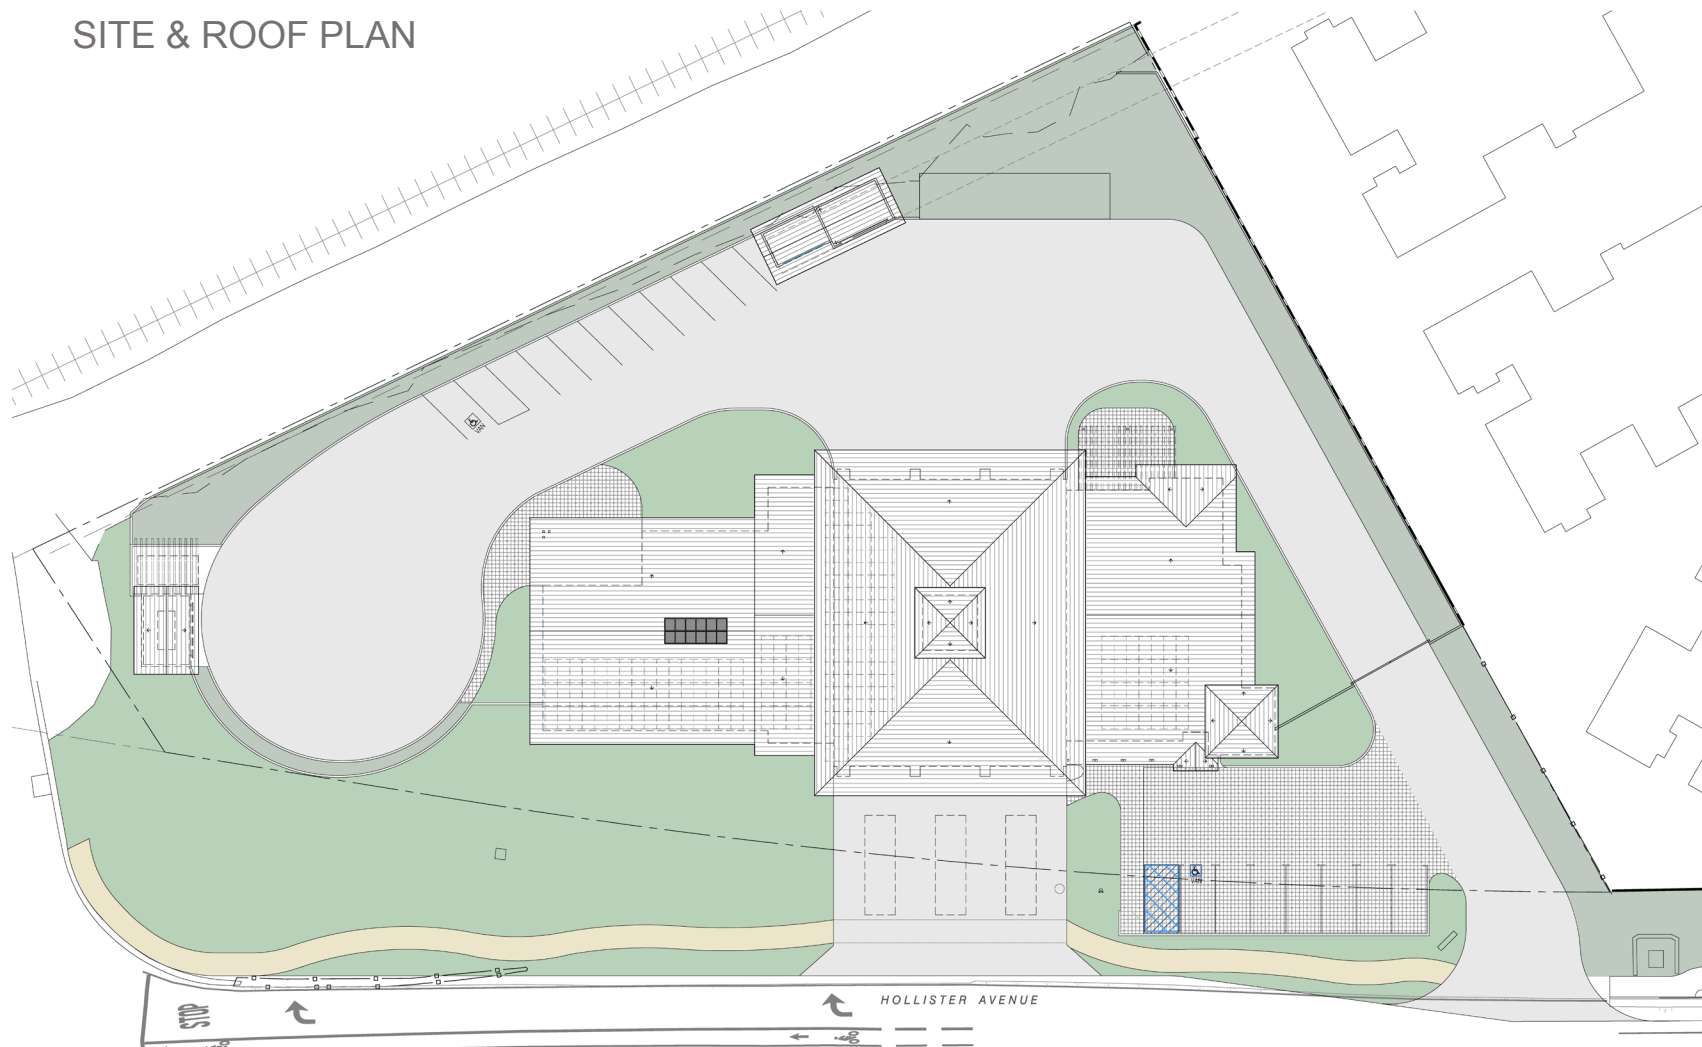 SITE & ROOF PLAN
VAN
VAN
HOLLISTER AVENUE
STOP